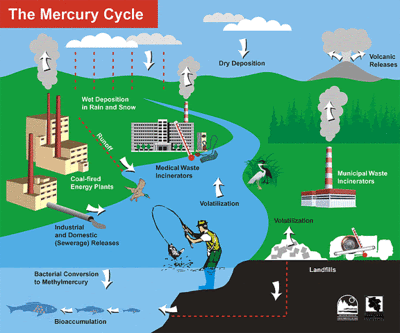 The Mercury Cycle
Dry Deposition
Volcanic
Releases
Wet Deposition
in Rain and Snow
Runoff
Coal-fired
Energy Plants
Medical Waste
Incinerators
Municipal Waste
Incinerators
Volatilization
Industrial
and Domestic
(Sewerage) Releases
Volatilization
Bacterial Conversion
to Methylmercury
Landfills
Bioaccumulation